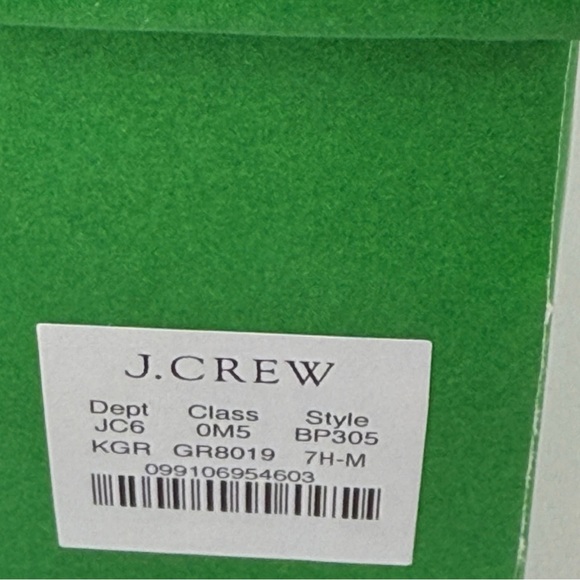 J.CREW
Dept Class Style
JC6 0M5 BP305
KGR GR8019 7H-M
099106954603